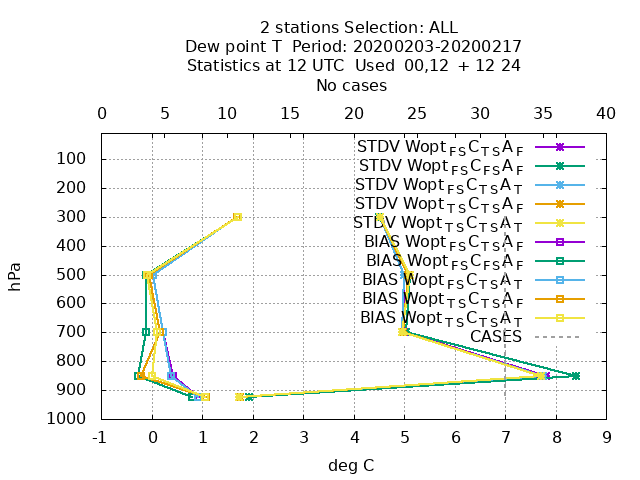 2 stations Selection: ALL
Dew point T Period: 20200203-20200217
Statistics at 12 UTC Used 00,12 + 12 24
No cases
0 5 10 15 20 25 30 35 40
STDV Wopt FS C TS A F
STDV Wopt FS C FS A F
STDV Wopt FS C TS A T
STDV Wopt TS C TS A F
STDV Wopt TS C TS A T
BIAS Wopt FS C TS A F
BIAS Wopt FS C FS A F
BIAS Wopt FS C TS A T
BIAS Wopt TS C TS A F
BIAS Wopt TS C TS A T
CASES
100
200
300
400
500
600
700
800
900
1000
hPa
-1 0 1 2 3 4 5 6 7 8 9
deg C